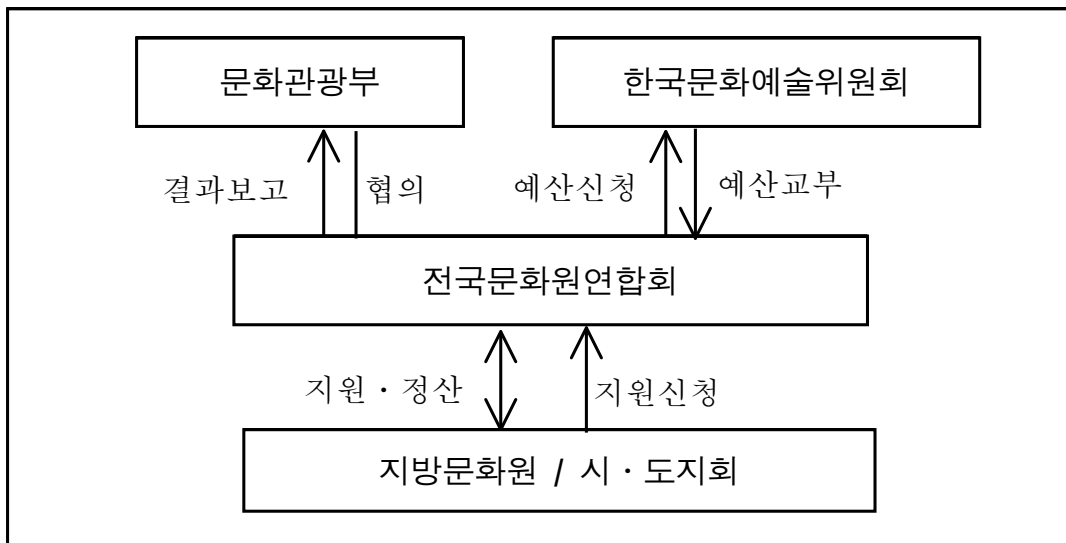 문화관광부
한국문화예술위원회
결과보고
협의
예산신청
예산교부
전국문화원연합회
지원·정산
지원신청
지방문화원 / 시·도지회